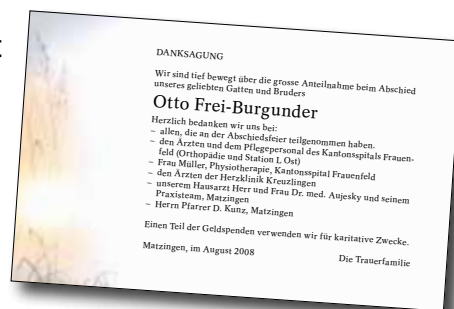 DANKSAGUNG
Wir sind tief bewegt über die grosse Anteilnahme beim Abschied
unseres geliebten Gatten und Bruders
Otto Frei-Burgunder
Herzlich bedanken wir uns bei:
– allen, die an der Abschiedsfeier teilgenommen haben.
– den Ärzten und dem Pflegepersonal des Kantonsspitals Frauen-
feld (Orthopädie und Station L Ost)
– Frau Müller, Physiotherapie, Kantonsspital Frauenfeld
– den Ärzten der Herzklinik Kreuzlingen
– unserem Hausarzt Herr und Frau Dr. med. Aujesky und seinem
Praxisteam, Matzingen
– Herrn Pfarrer D. Kunz, Matzingen
Einen Teil der Geldspenden verwenden wir für karitative Zwecke.
Matzingen, im August 2008 Die Trauerfamilie